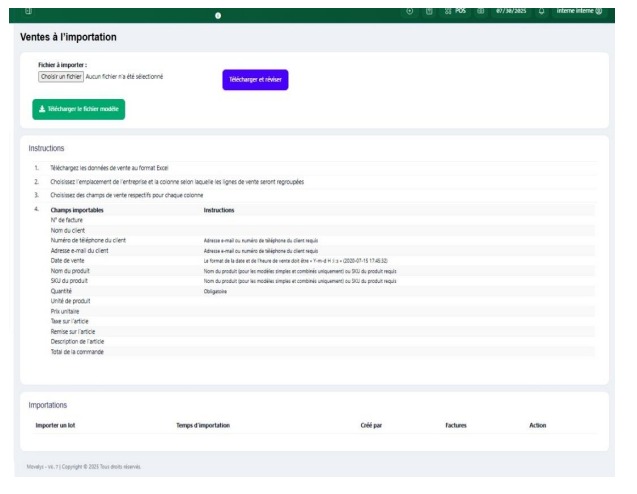 POS 07/30/2025 interne interne
Ventes à l'importation
Fichier à importer :
Choisir un fichier Aucun fichier n'a été sélectionné
Télécharger et réviser
Télécharger le fichier modèle
Instructions
1. Téléchargez les données de vente au format Excel
2. Choisissez l'emplacement de l'entreprise et la colonne selon laquelle les lignes de vente seront regroupées
3. Choisissez des champs de vente respectifs pour chaque colonne
4. Champs importables Instructions
N° de facture
Nom du client
Numéro de téléphone du client Adresse e-mail ou numéro de téléphone du client requis
Adresse e-mail du client Adresse e-mail ou numéro de téléphone du client requis
Date de vente Le format de la date et de l'heure de vente doit être « Y-m-d H:i:s » (2020-07-15 17:45:32)
Nom du produit Nom du produit (pour les modèles simples et combinés uniquement) ou SKU du produit requis
SKU du produit Nom du produit (pour les modèles simples et combinés uniquement) ou SKU du produit requis
Quantité Obligatoire
Unité de produit
Prix unitaire
Taxe sur l'article
Remise sur l'article
Description de l'article
Total de la commande
Importations
Importer un lot Temps d'importation Créé par Factures Action
Copyright © 2025 Tous droits réservés.